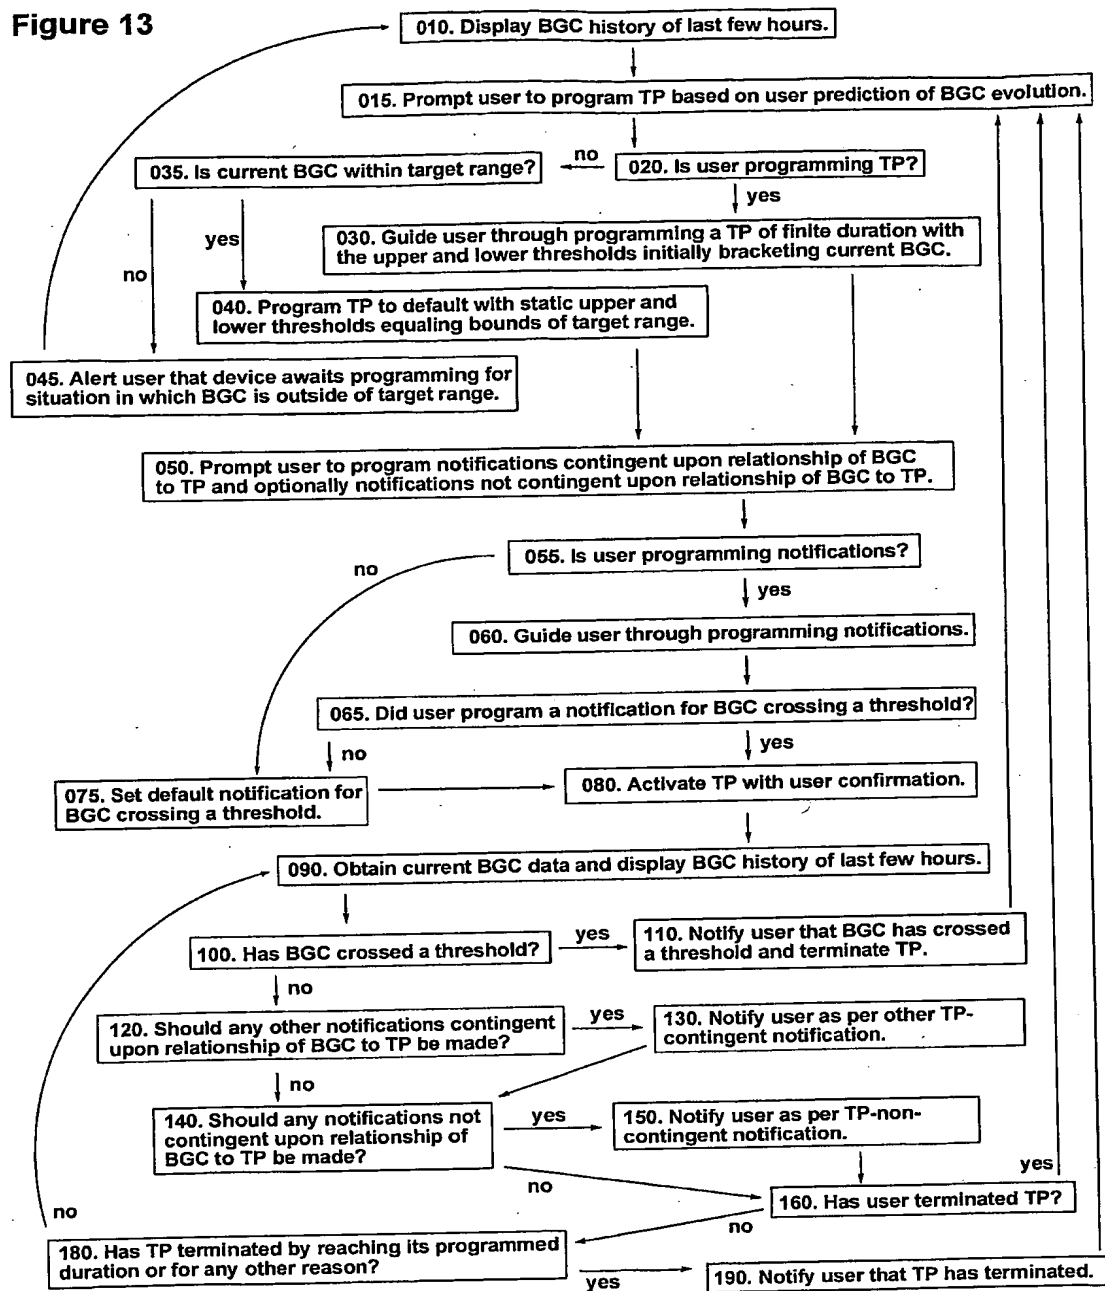 Figure 13
010. Display BGC history of last few hours.
015. Prompt user to program TP based on user prediction of BGC evolution.
035. Is current BGC within target range?
no
020. Is user programming TP?
yes
030. Guide user through programming a TP of finite duration with
the upper and lower thresholds initially bracketing current BGC.
yes
no
040. Program TP to default with static upper and
lower thresholds equaling bounds of target range.
045. Alert user that device awaits programming for
situation in which BGC is outside of target range.
050. Prompt user to program notifications contingent upon relationship of BGC
to TP and optionally notifications not contingent upon relationship of BGC to TP.
055. Is user programming notifications?
no
yes
060. Guide user through programming notifications.
065. Did user program a notification for BGC crossing a threshold?
no
yes
075. Set default notification for
BGC crossing a threshold.
080. Activate TP with user confirmation.
090. Obtain current BGC data and display BGC history of last few hours.
100. Has BGC crossed a threshold?
yes
110. Notify user that BGC has crossed
a threshold and terminate TP.
no
120. Should any other notifications contingent
upon relationship of BGC to TP be made?
yes
130. Notify user as per other TP-
contingent notification.
no
140. Should any notifications not
contingent upon relationship of
BGC to TP be made?
yes
150. Notify user as per TP-non-
contingent notification.
yes
no
160. Has user terminated TP?
no
no
180. Has TP terminated by reaching its programmed
duration or for any other reason?
yes
190. Notify user that TP has terminated.